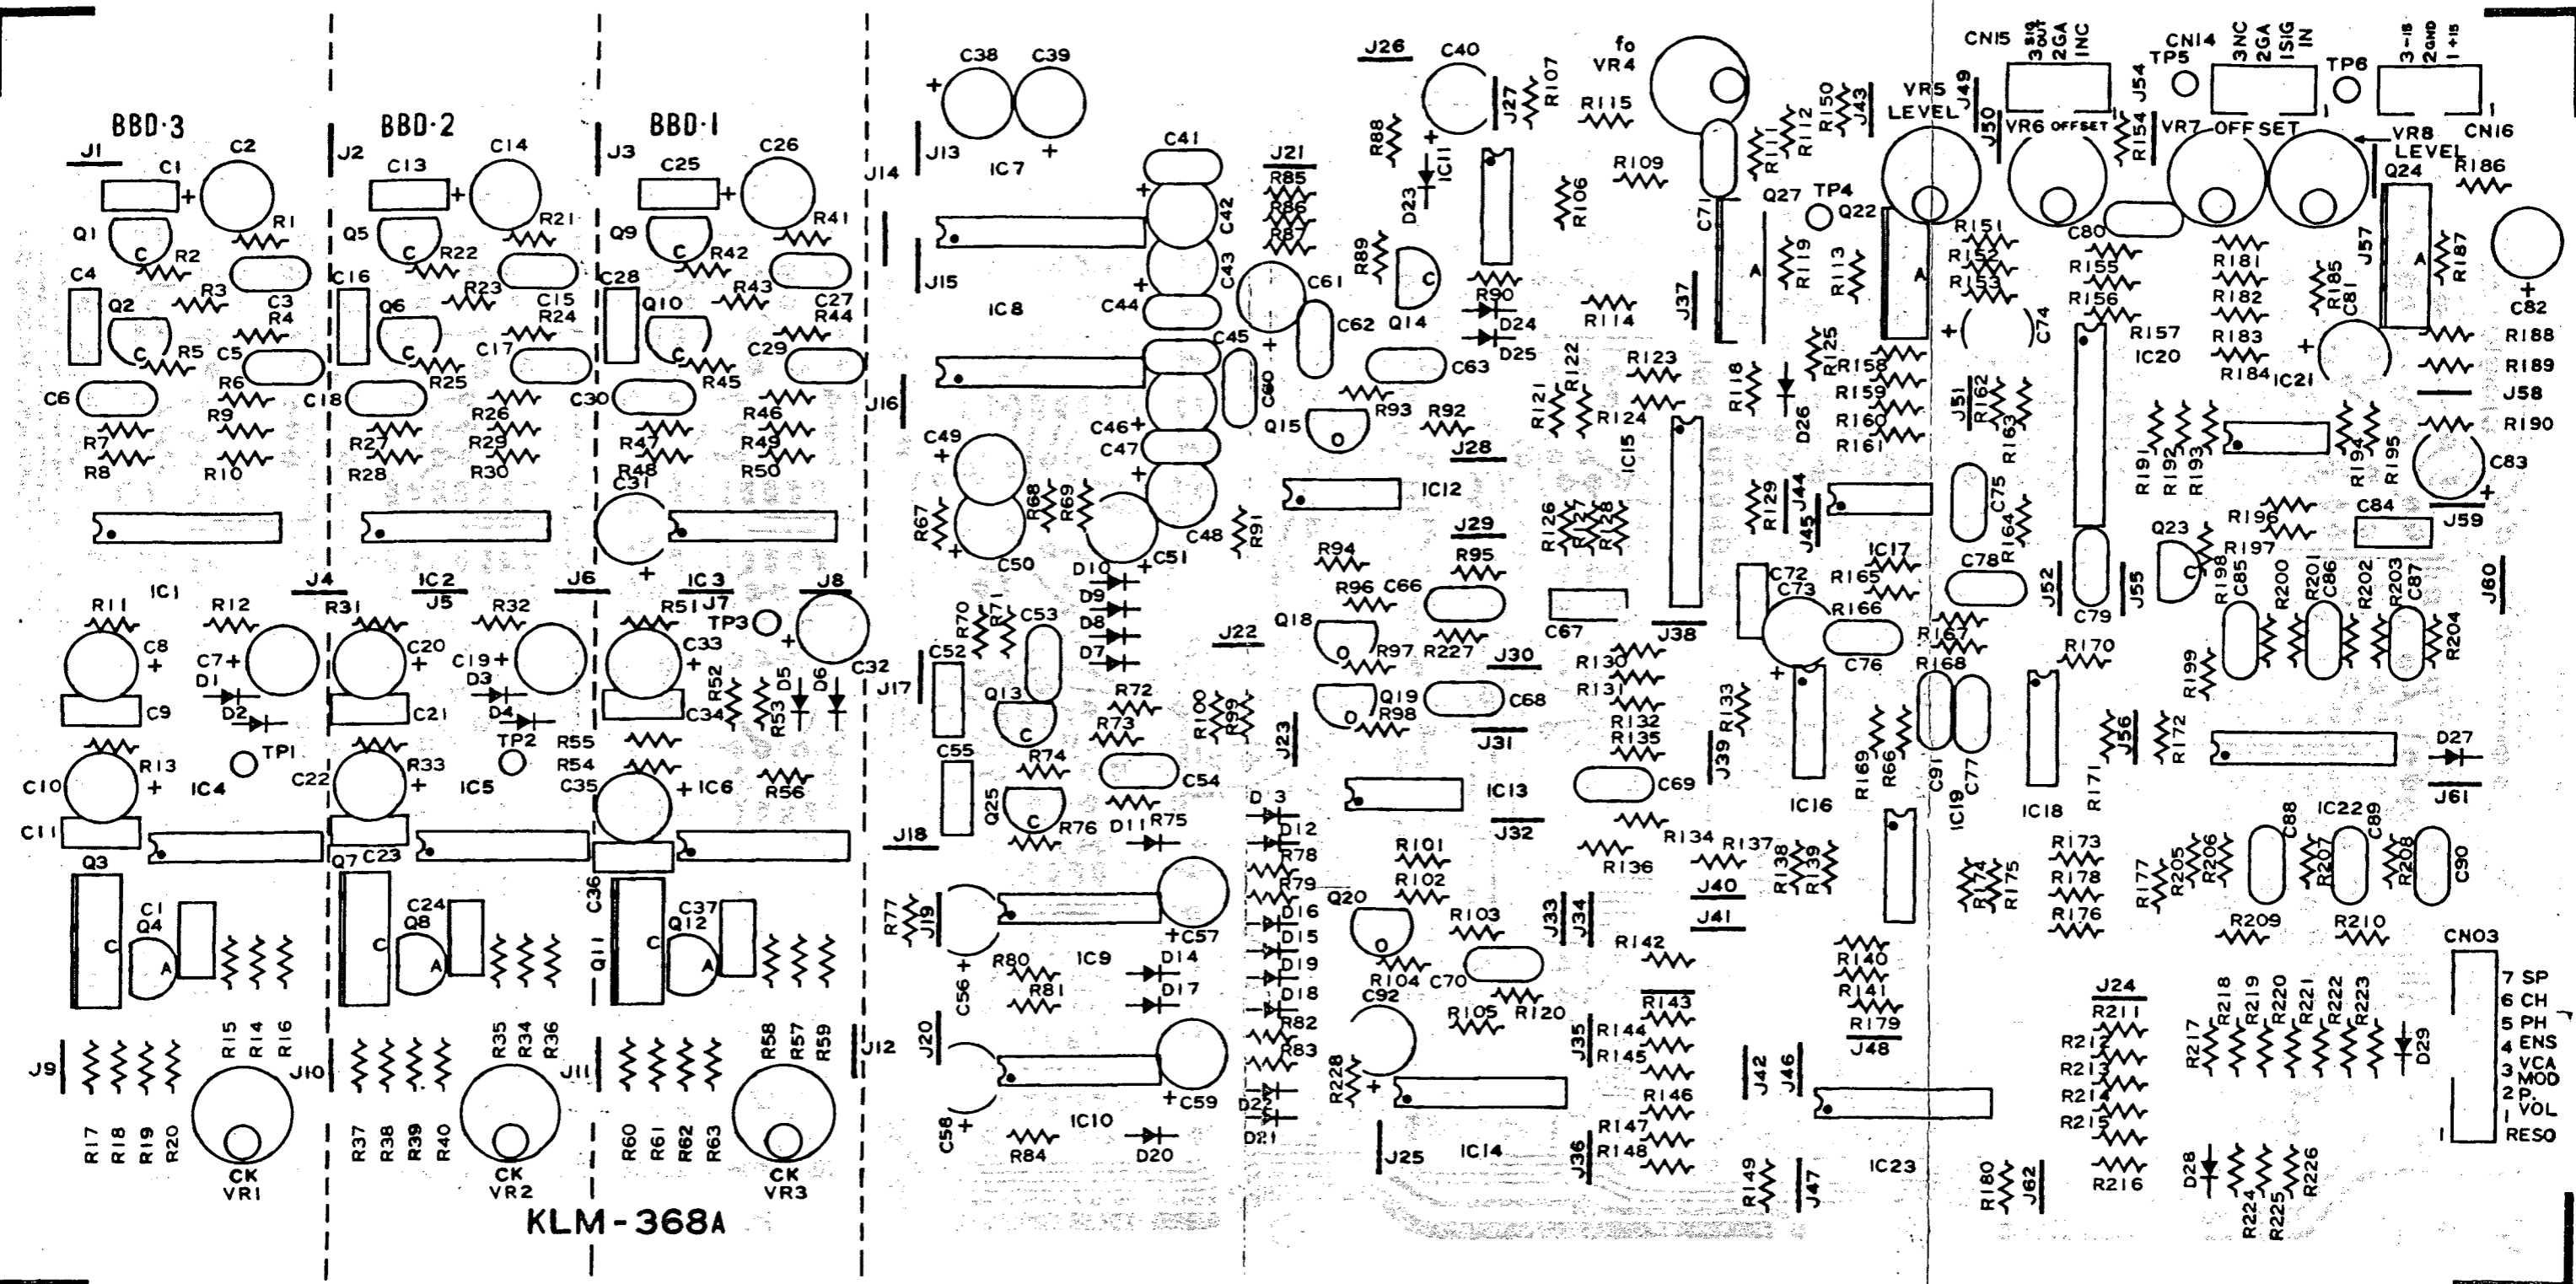 BBD·3
BBD·2
BBD·1
J1
C1
C2
J2
C13
C14
J3
C25
C26
Q1
R1
R2
C4
R3
C3
R4
Q2
C5
R5
R6
C6
R9
R7
R8
R10
Q5
R21
R22
C16
R23
C15
R24
Q6
C17
R25
C18
R26
R27
R29
R28
R30
Q9
R41
R42
C28
R43
C27
R44
Q10
C29
R45
C30
R46
R47
R49
R48
R50
C31
IC1
J4
IC2
J5
J6
IC3
J7
J8
R11
R12
C8
C7
D1
D2
C9
TP1
R13
C10
IC4
C11
R31
R32
C20
C19
D3
D4
C21
TP2
R33
C22
IC5
C23
R51
TP3
C33
C32
R52
R53
D5
D6
C34
R55
R54
C35
IC6
R56
Q3
C1
Q4
C
A
Q7
C24
Q8
C
A
C36
C37
Q12
Q11
C
A
R15
R14
R16
J9
R17
R18
R19
R20
CK
VR1
R35
R34
R36
J10
R37
R38
R39
R40
CK
VR2
R58
R57
R59
J11
R60
R61
R62
R63
CK
VR3
J12
KLM-368A
C38
C39
J13
J14
IC7
J15
IC8
J16
C41
C42
C43
C44
C45
C46
C47
C48
C49
C50
C51
R67
R68
R69
D10
D9
D8
D7
R70
R71
C53
C52
J17
Q13
R72
R73
R74
C55
C54
Q25
R75
D11
R76
J18
R77
J19
C57
C56
IC9
R80
R81
D14
D17
J20
C59
C58
IC10
R84
D20
J21
R85
R86
R87
C61
C62
C60
R91
J22
R100
R99
J23
D12
R78
R79
D16
D15
D19
D18
R82
R83
D21
J26
C40
J27
R107
R88
IC11
D23
R89
Q14
R90
D24
D25
C63
R93
R92
Q15
J28
IC12
J29
R94
R95
R96
C66
Q18
R97
R227
J30
Q19
R98
C68
J31
IC13
J32
R101
R102
Q20
R103
R104
C70
R105
R120
C92
R228
J25
IC14
fo
VR4
R115
R109
R106
R114
R111
R112
R150
J43
C71
Q27
TP4
Q22
R119
R113
J37
R125
R123
R122
R121
R124
R118
D26
IC15
R126
R127
R128
R129
J44
J45
C67
J38
C72
C73
R130
R131
R132
R135
R133
J39
C69
R134
R136
R137
R138
R139
J40
J41
J33
J34
R142
R143
R144
R145
R146
R147
R148
J35
J36
J42
J46
J47
R149
VR5
LEVEL
J49
J50
R151
R152
R153
C74
R158
R159
R160
R161
J51
R162
R163
C75
R164
IC17
R165
R166
C76
C78
R167
R168
J52
C79
J55
R169
R66
C91
C77
IC16
IC19
IC18
R170
R171
J56
R172
R173
R178
R176
R174
R175
R177
R140
R141
R179
J48
IC23
R180
J62
CN15
3 SIG OUT
2GA
1NC
CN14
3NC
2GA
1SIG IN
TP5
J54
TP6
3 -15
2GND
1 +15
CN16
VR6 OFFSET
R154
VR7 OFFSET
VR8
LEVEL
Q24
R186
C80
R155
R156
R157
IC20
R181
R182
R183
R184
R185
C81
IC21
J57
R187
C82
R188
R189
J58
R190
C83
R191
R192
R193
R194
R195
R196
R197
C84
J59
Q23
R198
C85
R200
R201
C86
R202
R203
C87
R204
J60
R199
D27
J61
IC22
R205
R206
C88
R207
C89
R208
C90
R209
R210
J24
R211
R212
R213
R214
R215
R216
R217
R218
R219
R220
R221
R222
R223
D29
D28
R224
R225
R226
CN03
7 SP
6 CH
5 PH
4 ENS
3 VCA MOD
2 P. VOL
1 RESO